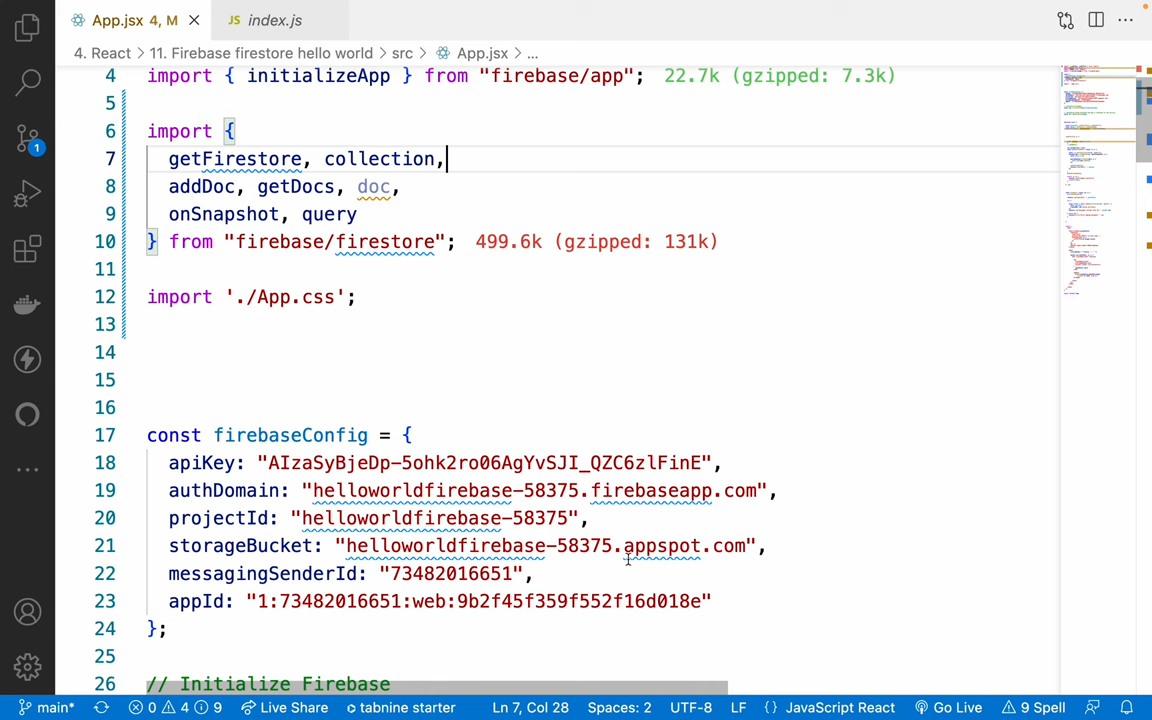 App.jsx 4, M
JS index.js
4. React > 11. Firebase firestore hello world > src > App.jsx > ...
4 import { initializeApp } from "firebase/app"; 22.7k (gzipped: 7.3k)
5
6 import {
7 getFirestore, collection,
8 addDoc, getDocs, doc,
9 onSnapshot, query
10 } from "firebase/firestore"; 499.6k (gzipped: 131k)
11
12 import './App.css';
13
14
15
16
17 const firebaseConfig = {
18 apiKey: "AIzaSyBjeDp-5ohk2ro06AgYvSJI_QZC6zlFinE",
19 authDomain: "helloworldfirebase-58375.firebaseapp.com",
20 projectId: "helloworldfirebase-58375",
21 storageBucket: "helloworldfirebase-58375.appspot.com",
22 messagingSenderId: "73482016651",
23 appId: "1:73482016651:web:9b2f45f359f552f16d018e"
24 };
25
26 // Initialize Firebase
1
main* 0 4 9 Live Share tabnine starter Ln 7, Col 28 Spaces: 2 UTF-8 LF {} JavaScript React Go Live 9 Spell